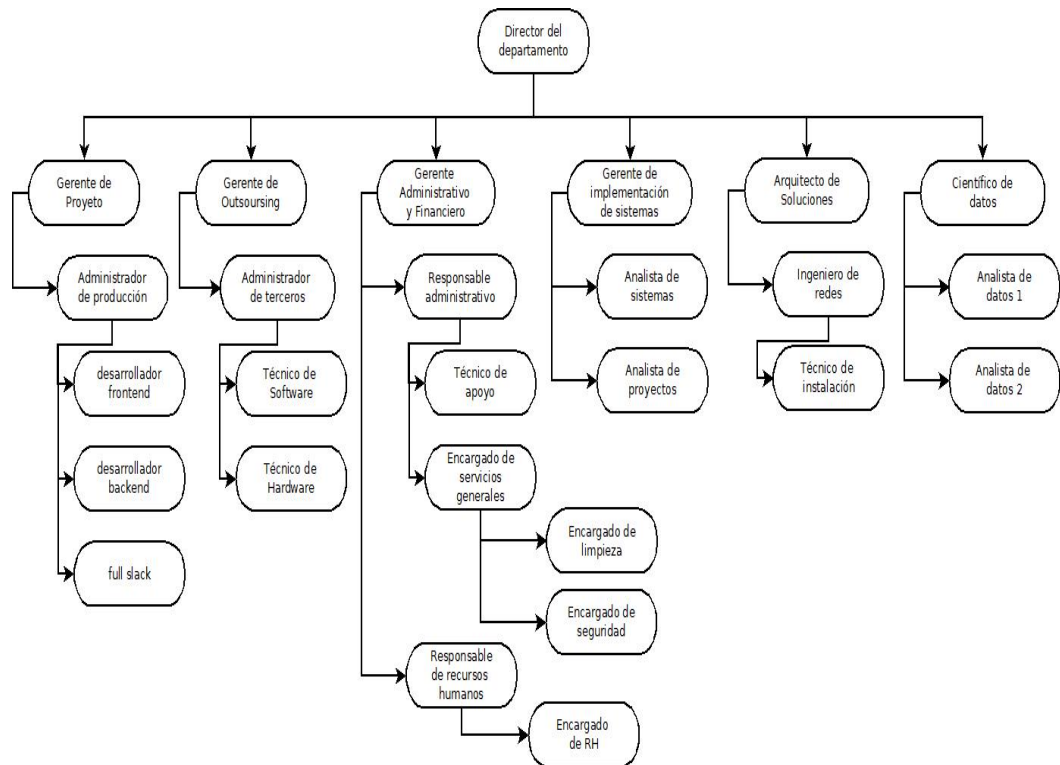 Director del
departamento
Gerente de
Proyeto
Gerente de
Outsoursing
Gerente
Administrativo
y Financiero
Gerente de
implementación
de sistemas
Arquitecto de
Soluciones
Científico de
datos
Administrador
de producción
Administrador
de terceros
Responsable
administrativo
Analista de
sistemas
Ingeniero de
redes
Analista de
datos 1
desarrollador
frontend
Técnico de
Software
Técnico de
apoyo
Analista de
proyectos
Técnico de
instalación
Analista de
datos 2
desarrollador
backend
Técnico de
Hardware
Encargado de
servicios
generales
Encargado de
limpieza
full slack
Encargado de
seguridad
Responsable
de recursos
humanos
Encargado
de RH